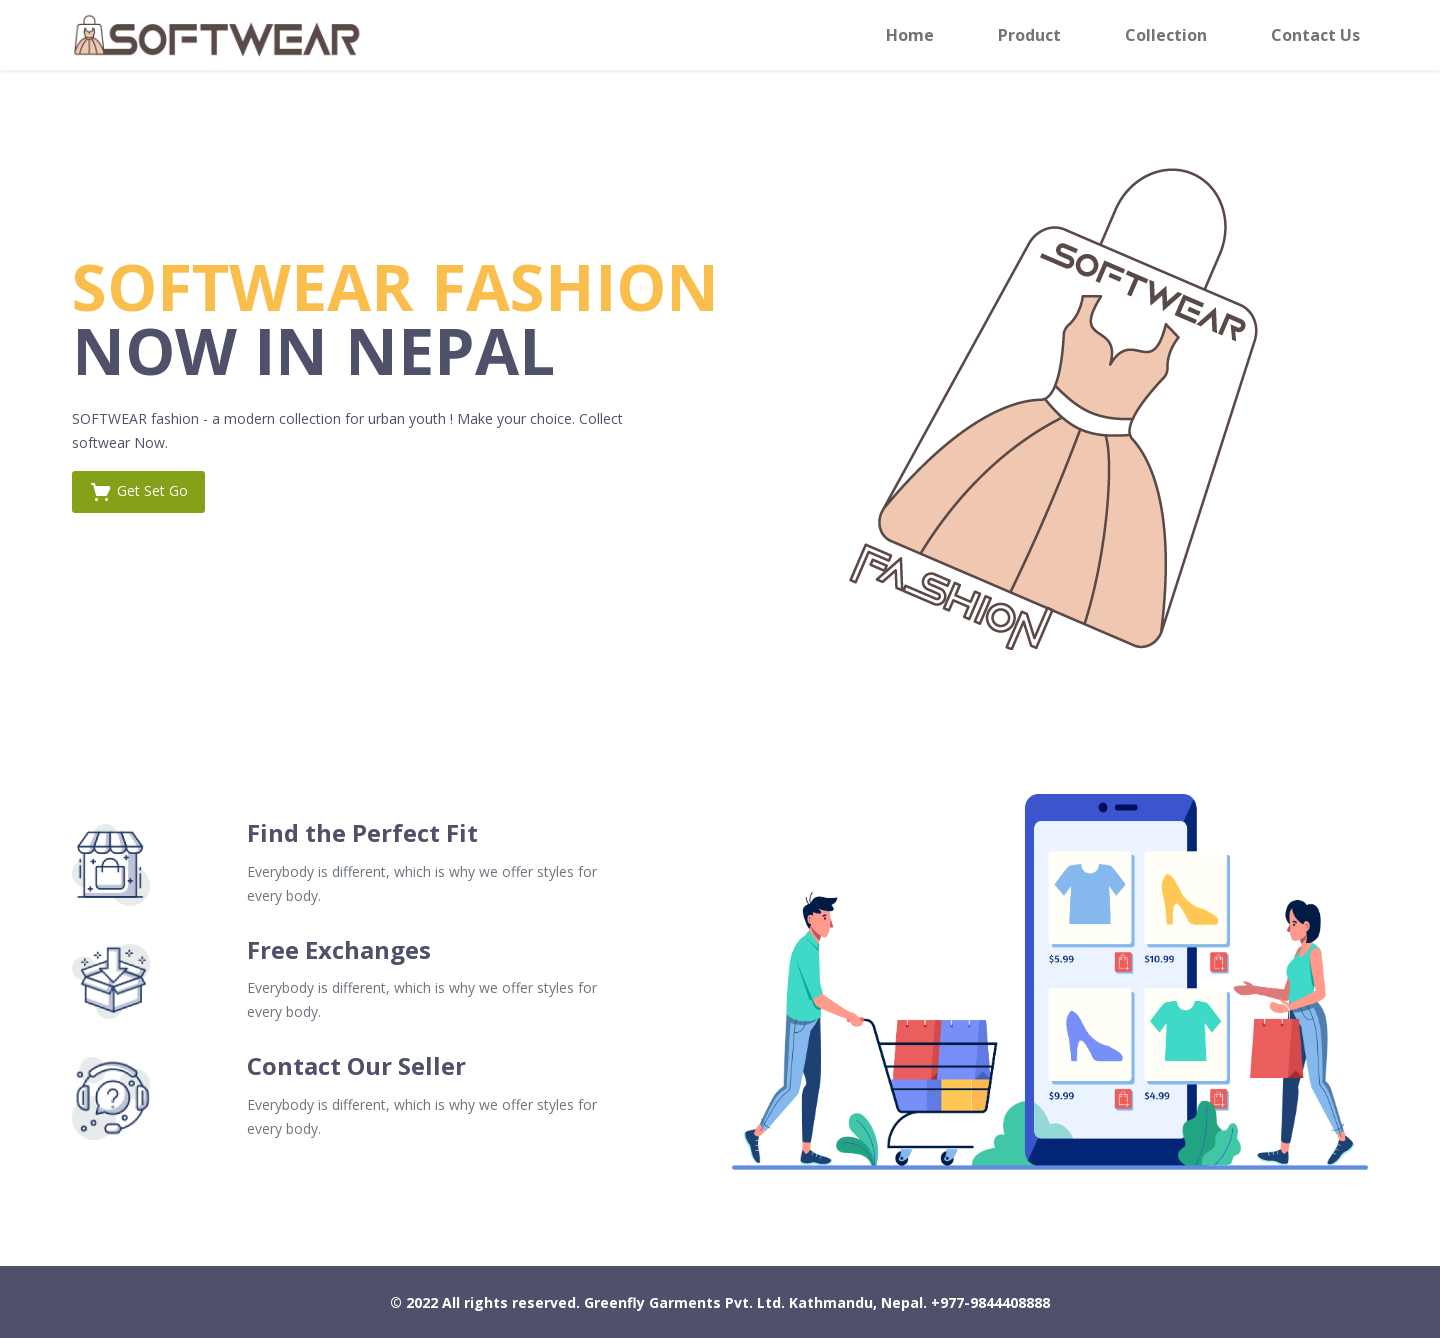 SOFTWEAR
Home Product Collection Contact Us
SOFTWEAR FASHION
NOW IN NEPAL
SOFTWEAR fashion - a modern collection for urban youth ! Make your choice. Collect
softwear Now.
Get Set Go
SOFTWEAR
FASHION
Find the Perfect Fit
Everybody is different, which is why we offer styles for
every body.
Free Exchanges
Everybody is different, which is why we offer styles for
every body.
Contact Our Seller
Everybody is different, which is why we offer styles for
every body.
$5.99 $10.99
$9.99 $4.99
© 2022 All rights reserved. Greenfly Garments Pvt. Ltd. Kathmandu, Nepal. +977-9844408888